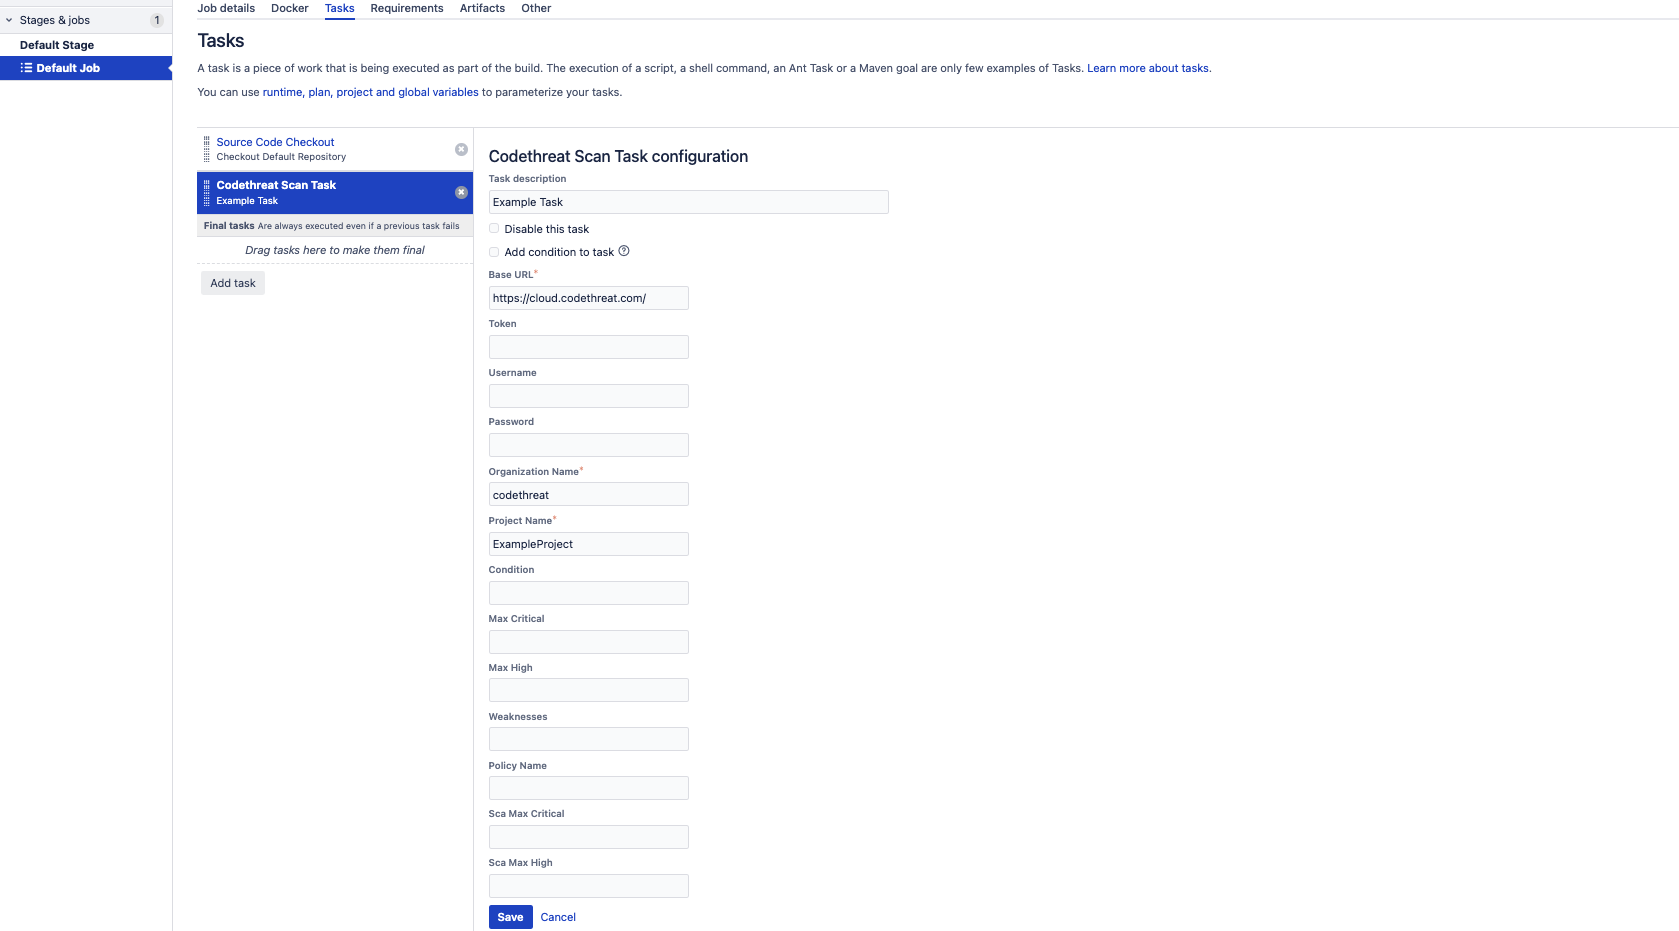 Job details Docker Tasks Requirements Artifacts Other
Stages & jobs 1
Default Stage
Default Job
Tasks
A task is a piece of work that is being executed as part of the build. The execution of a script, a shell command, an Ant Task or a Maven goal are only few examples of Tasks. Learn more about tasks.
You can use runtime, plan, project and global variables to parameterize your tasks.
Source Code Checkout
Checkout Default Repository
Codethreat Scan Task
Example Task
Final tasks Are always executed even if a previous task fails
Drag tasks here to make them final
Add task
Codethreat Scan Task configuration
Task description
Example Task
Disable this task
Add condition to task ?
Base URL*
https://cloud.codethreat.com/
Token
Username
Password
Organization Name*
codethreat
Project Name*
ExampleProject
Condition
Max Critical
Max High
Weaknesses
Policy Name
Sca Max Critical
Sca Max High
Save Cancel